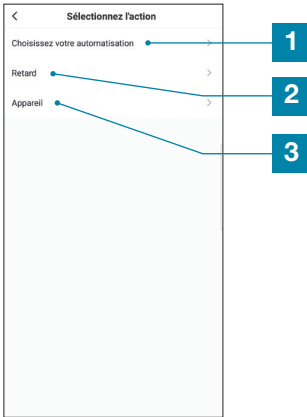 Sélectionnez l'action
Choisissez votre automatisation
1
Retard
2
Appareil
3